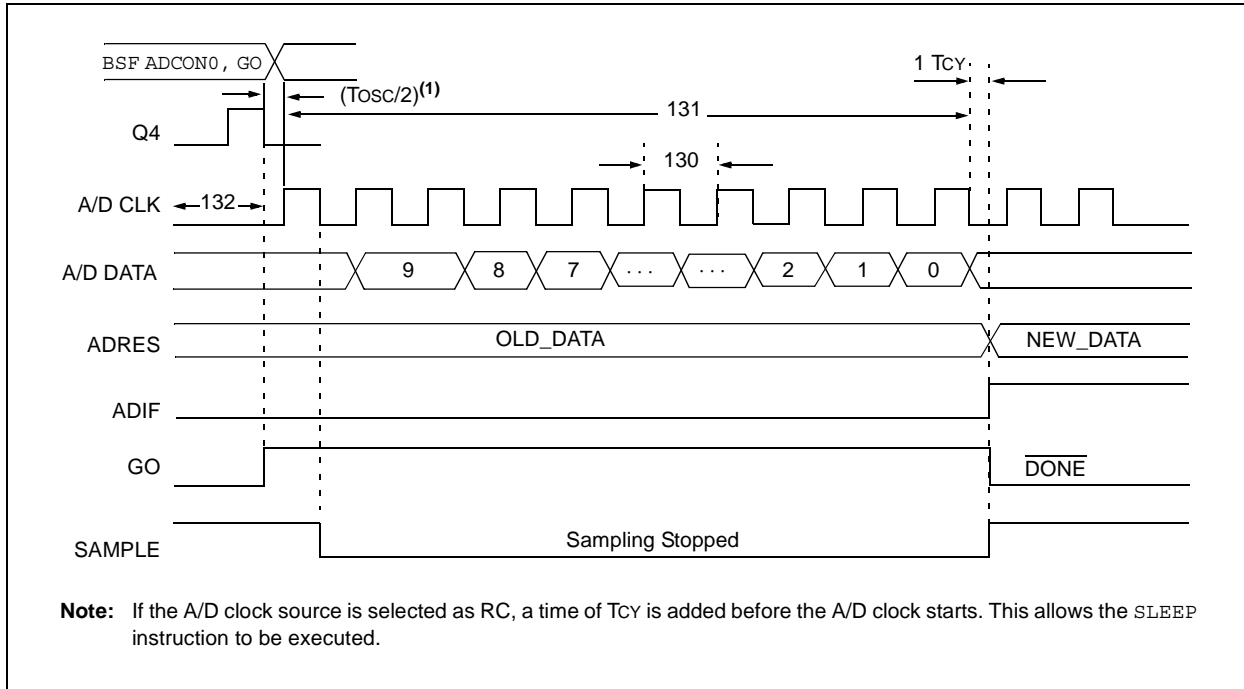 BSF ADCON0, GO
1 TCY
(TOSC/2)(1)
131
Q4
130
A/D CLK
132
A/D DATA
9 8 7 . . . . . . 2 1 0
ADRES
OLD_DATA
NEW_DATA
ADIF
GO
DONE
SAMPLE
Sampling Stopped
Note: If the A/D clock source is selected as RC, a time of TCY is added before the A/D clock starts. This allows the SLEEP
instruction to be executed.